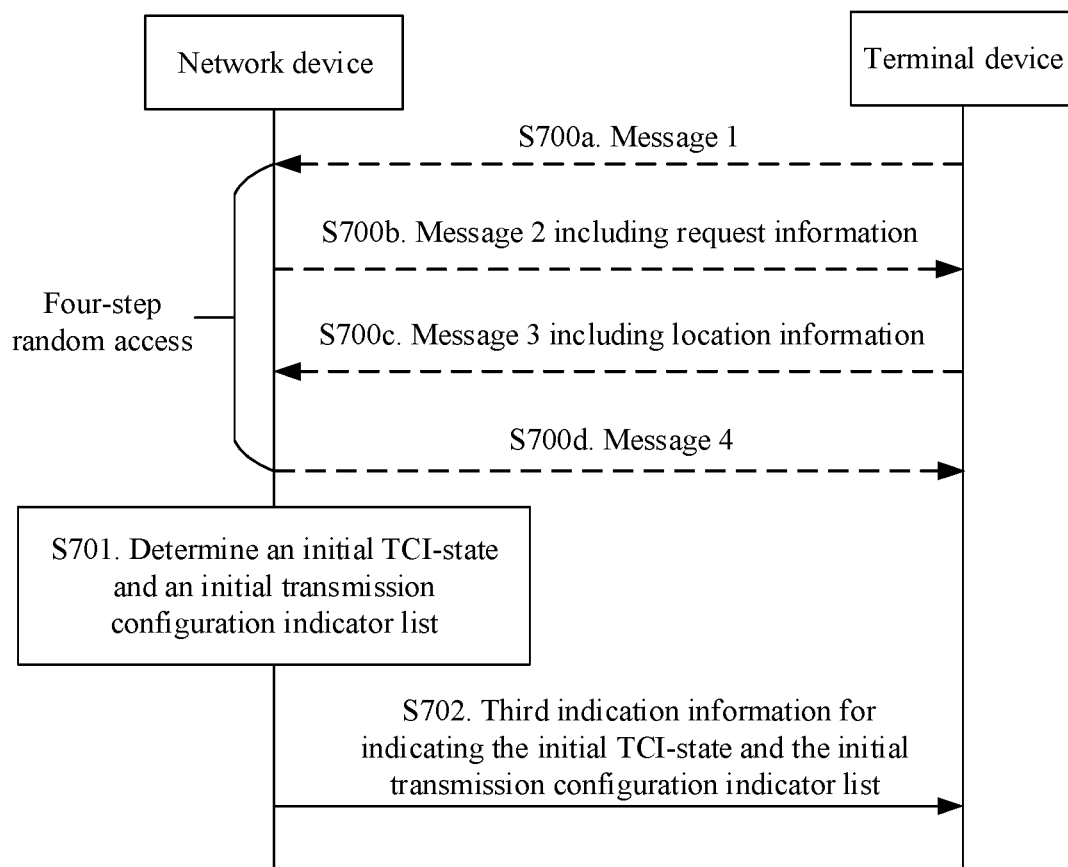 Network device
Terminal device
S700a. Message 1
S700b. Message 2 including request information
Four-step
random access
S700c. Message 3 including location information
S700d. Message 4
S701. Determine an initial TCI-state
and an initial transmission
configuration indicator list
S702. Third indication information for
indicating the initial TCI-state and the initial
transmission configuration indicator list